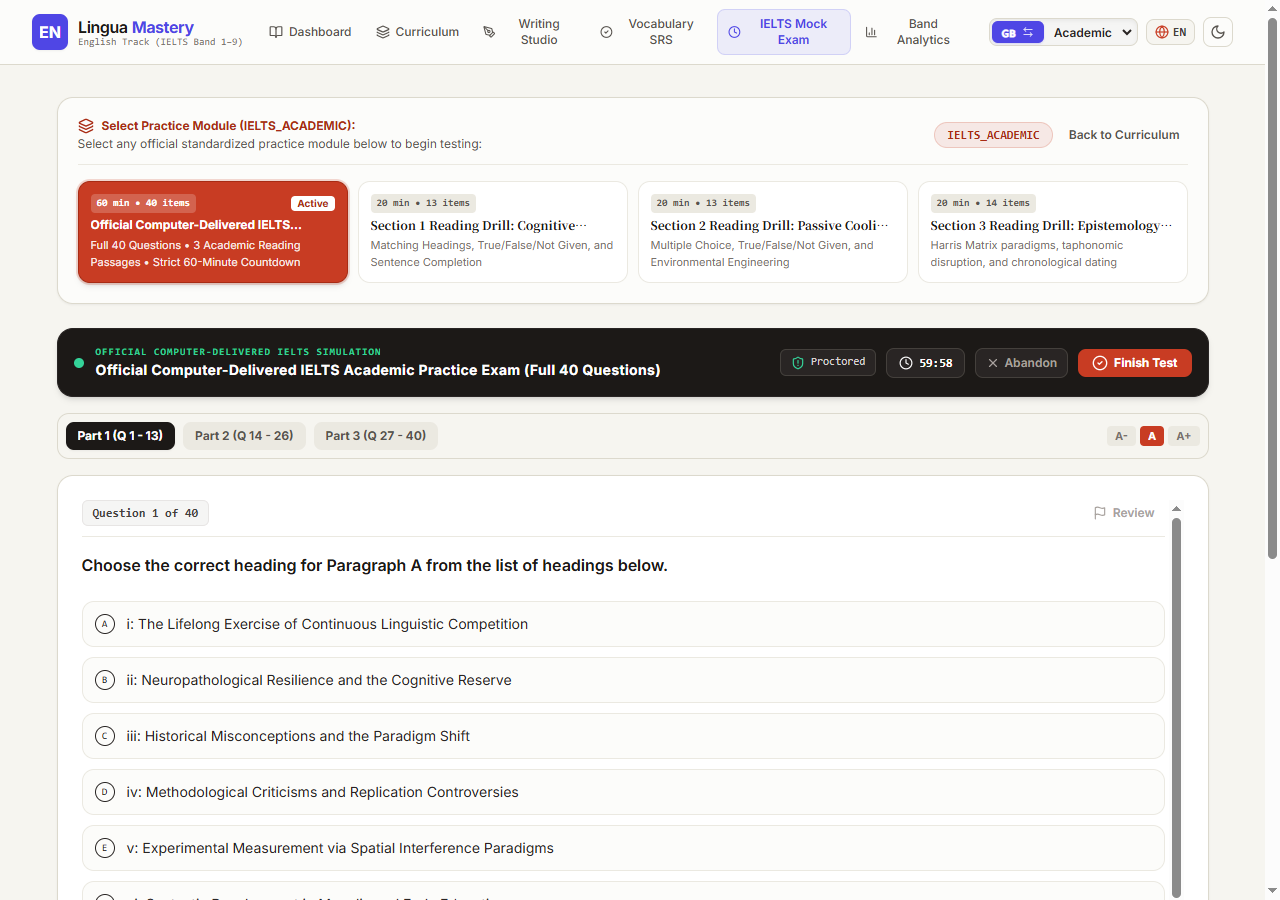 EN
Lingua Mastery
English Track (IELTS Band 1–9)
Dashboard
Curriculum
Writing Studio
Vocabulary SRS
IELTS Mock Exam
Band Analytics
GB
Academic
EN
Select Practice Module (IELTS_ACADEMIC):
Select any official standardized practice module below to begin testing:
IELTS_ACADEMIC
Back to Curriculum
60 min • 40 items
Active
Official Computer-Delivered IELTS...
Full 40 Questions • 3 Academic Reading
Passages • Strict 60-Minute Countdown
20 min • 13 items
Section 1 Reading Drill: Cognitive...
Matching Headings, True/False/Not Given, and
Sentence Completion
20 min • 13 items
Section 2 Reading Drill: Passive Cooli...
Multiple Choice, True/False/Not Given, and
Environmental Engineering
20 min • 14 items
Section 3 Reading Drill: Epistemology...
Harris Matrix paradigms, taphonomic
disruption, and chronological dating
OFFICIAL COMPUTER-DELIVERED IELTS SIMULATION
Official Computer-Delivered IELTS Academic Practice Exam (Full 40 Questions)
Proctored
59:58
Abandon
Finish Test
Part 1 (Q 1 - 13)
Part 2 (Q 14 - 26)
Part 3 (Q 27 - 40)
A-
A
A+
Question 1 of 40
Review
Choose the correct heading for Paragraph A from the list of headings below.
A i: The Lifelong Exercise of Continuous Linguistic Competition
B ii: Neuropathological Resilience and the Cognitive Reserve
C iii: Historical Misconceptions and the Paradigm Shift
D iv: Methodological Criticisms and Replication Controversies
E v: Experimental Measurement via Spatial Interference Paradigms